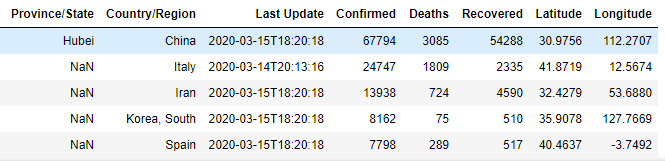 Province/State Country/Region Last Update Confirmed Deaths Recovered Latitude Longitude
Hubei China 2020-03-15T18:20:18 67794 3085 54288 30.9756 112.2707
NaN Italy 2020-03-14T20:13:16 24747 1809 2335 41.8719 12.5674
NaN Iran 2020-03-15T18:20:18 13938 724 4590 32.4279 53.6880
NaN Korea, South 2020-03-15T18:20:18 8162 75 510 35.9078 127.7669
NaN Spain 2020-03-15T18:20:18 7798 289 517 40.4637 -3.7492